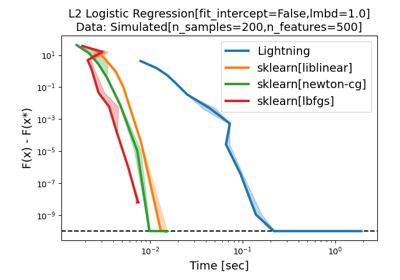 L2 Logistic Regression[fit_intercept=False,lmbd=1.0]
Data: Simulated[n_samples=200,n_features=500]
F(x) - F(x*)
10¹
10⁻¹
10⁻³
10⁻⁵
10⁻⁷
10⁻⁹
Lightning
sklearn[liblinear]
sklearn[newton-cg]
sklearn[lbfgs]
10⁻² 10⁻¹ 10⁰
Time [sec]